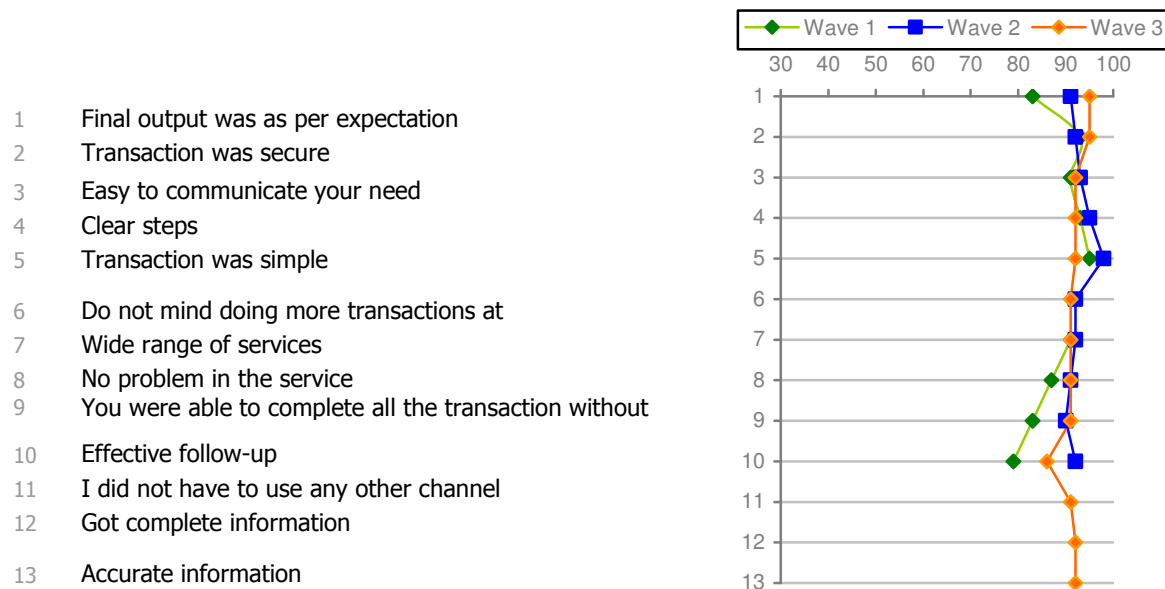 Wave 1 Wave 2 Wave 3
30 40 50 60 70 80 90 100
1 Final output was as per expectation
2 Transaction was secure
3 Easy to communicate your need
4 Clear steps
5 Transaction was simple
6 Do not mind doing more transactions at
7 Wide range of services
8 No problem in the service
9 You were able to complete all the transaction without
10 Effective follow-up
11 I did not have to use any other channel
12 Got complete information
13 Accurate information
1
2
3
4
5
6
7
8
9
10
11
12
13